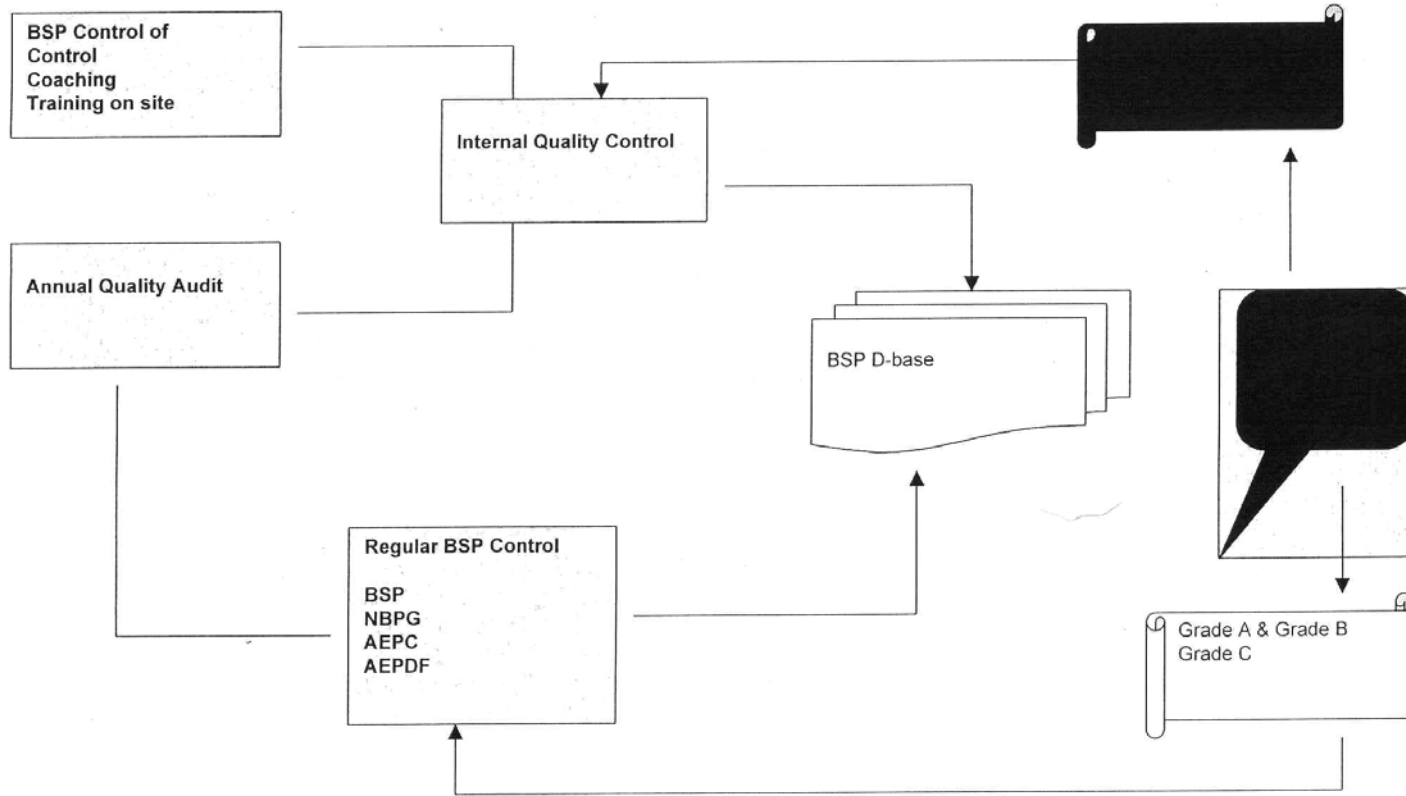 BSP Control of
Control
Coaching
Training on site
Internal Quality Control
Annual Quality Audit
BSP D-base
Regular BSP Control
BSP
NBPG
AEPC
AEPDF
Grade A & Grade B
Grade C